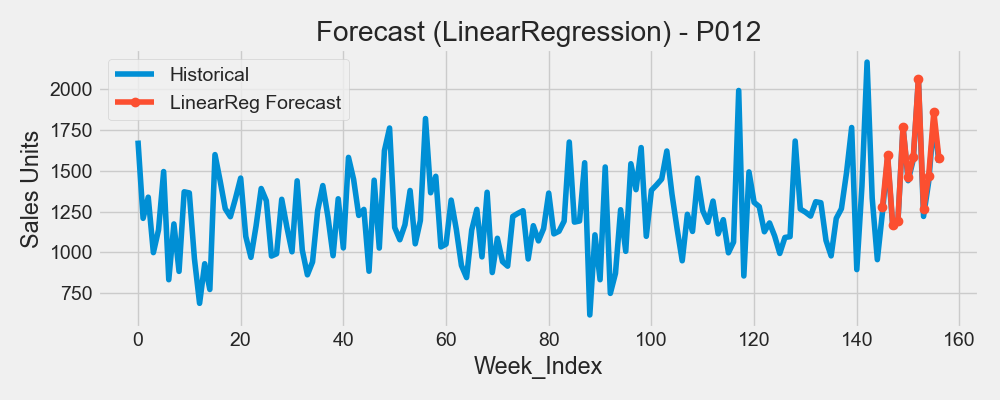 Forecast (LinearRegression) - P012
Historical
LinearReg Forecast
Sales Units
2000
1750
1500
1250
1000
750
0 20 40 60 80 100 120 140 160
Week_Index